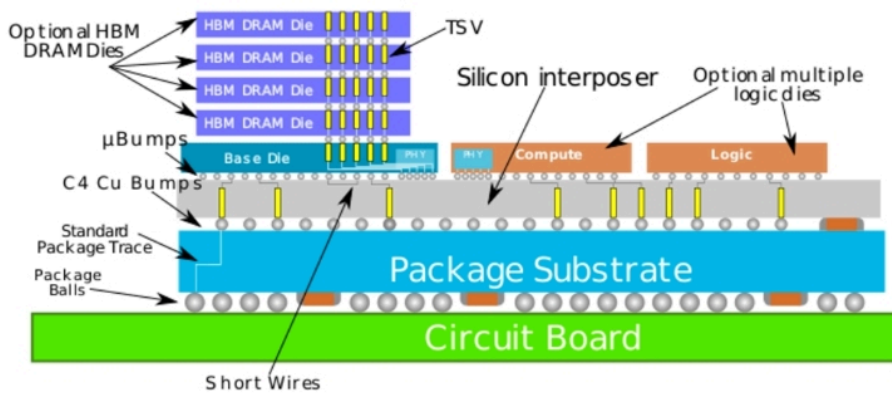 Optional HBM
DRAM Dies
HBM DRAM Die
HBM DRAM Die
HBM DRAM Die
HBM DRAM Die
TSV
Silicon interposer
Optional multiple
logic dies
µBumps
Base Die
PHY
PHY
Compute
Logic
C4 Cu Bumps
Standard
Package Trace
Package
Balls
Package Substrate
Circuit Board
Short Wires